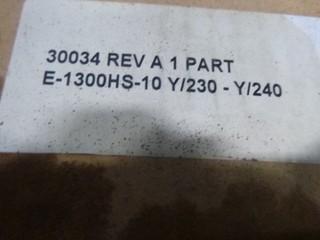 30034 REV A 1 PART
E-1300HS-10 Y/230 - Y/240